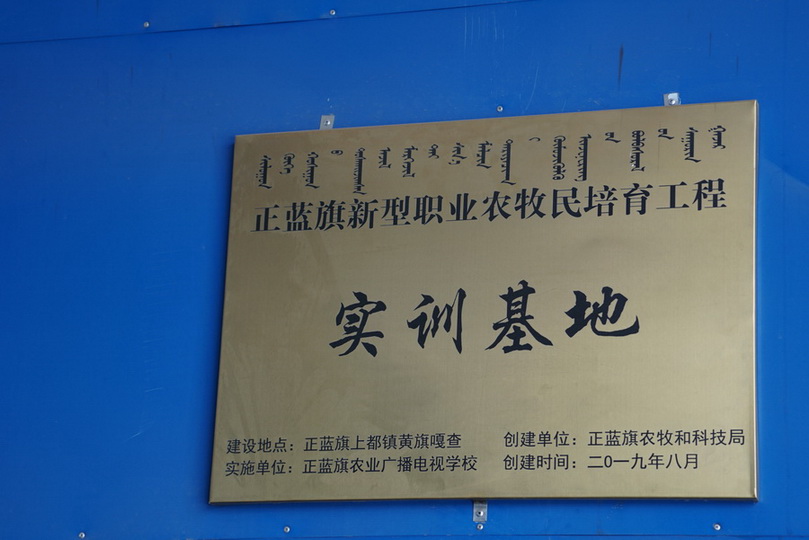 正蓝旗新型职业农牧民培育工程
实训基地
建设地点：正蓝旗上都镇黄旗嘎查
创建单位：正蓝旗农牧和科技局
实施单位：正蓝旗农业广播电视学校
创建时间：二0一九年八月